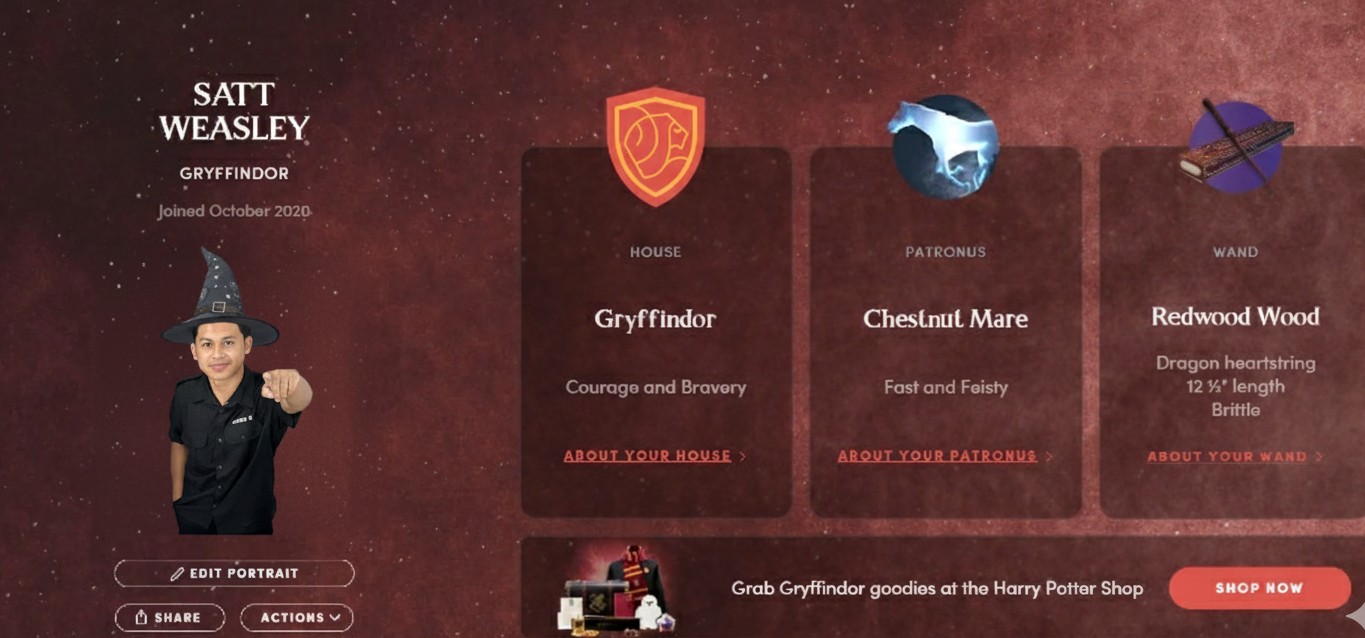 SATT
WEASLEY
GRYFFINDOR
Joined October 2020
EDIT PORTRAIT
SHARE
ACTIONS
HOUSE
Gryffindor
Courage and Bravery
ABOUT YOUR HOUSE
PATRONUS
Chestnut Mare
Fast and Feisty
ABOUT YOUR PATRONUS
WAND
Redwood Wood
Dragon heartstring
12 ½" length
Brittle
ABOUT YOUR WAND
Grab Gryffindor goodies at the Harry Potter Shop
SHOP NOW